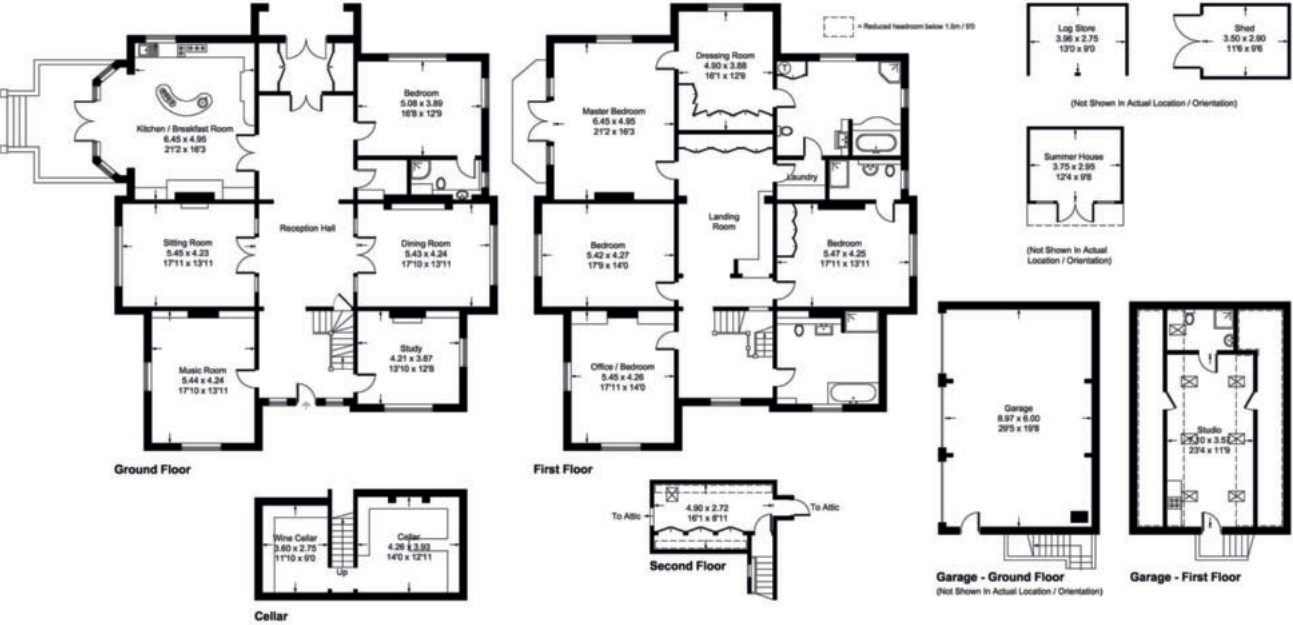 = Reduced headroom below 1.5m / 5'0
Kitchen / Breakfast Room
6.45 x 4.95
21'2 x 16'3
Bedroom
5.08 x 3.89
16'8 x 12'9
Reception Hall
Sitting Room
5.45 x 4.23
17'11 x 13'11
Dining Room
5.43 x 4.24
17'10 x 13'11
Music Room
5.44 x 4.24
17'10 x 13'11
Study
4.21 x 3.87
13'10 x 12'8
Ground Floor
Dressing Room
4.90 x 3.88
16'1 x 12'9
Master Bedroom
6.45 x 4.95
21'2 x 16'3
T
Laundry
Landing
Room
Bedroom
5.42 x 4.27
17'9 x 14'0
Bedroom
5.47 x 4.25
17'11 x 13'11
Office / Bedroom
5.45 x 4.26
17'11 x 14'0
First Floor
Log Store
3.96 x 2.75
13'0 x 9'0
Shed
3.50 x 2.90
11'6 x 9'6
(Not Shown In Actual Location / Orientation)
Summer House
3.75 x 2.95
12'4 x 9'8
(Not Shown In Actual
Location / Orientation)
Garage
8.97 x 6.00
29'5 x 19'8
Garage - Ground Floor
(Not Shown In Actual Location / Orientation)
Studio
x 3.57
23'4 x 11'9
Garage - First Floor
Wine Cellar
3.60 x 2.75
11'10 x 9'0
Cellar
4.26 x 3.93
14'0 x 12'11
Up
Cellar
To Attic
4.90 x 2.72
16'1 x 8'11
To Attic
Second Floor